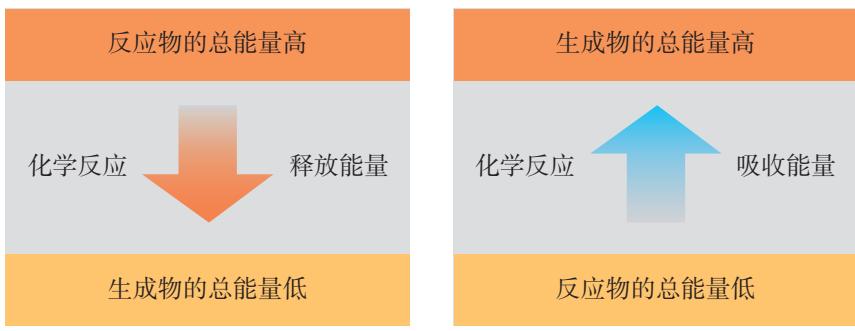 反应物的总能量高
化学反应
释放能量
生成物的总能量低
生成物的总能量高
化学反应
吸收能量
反应物的总能量低